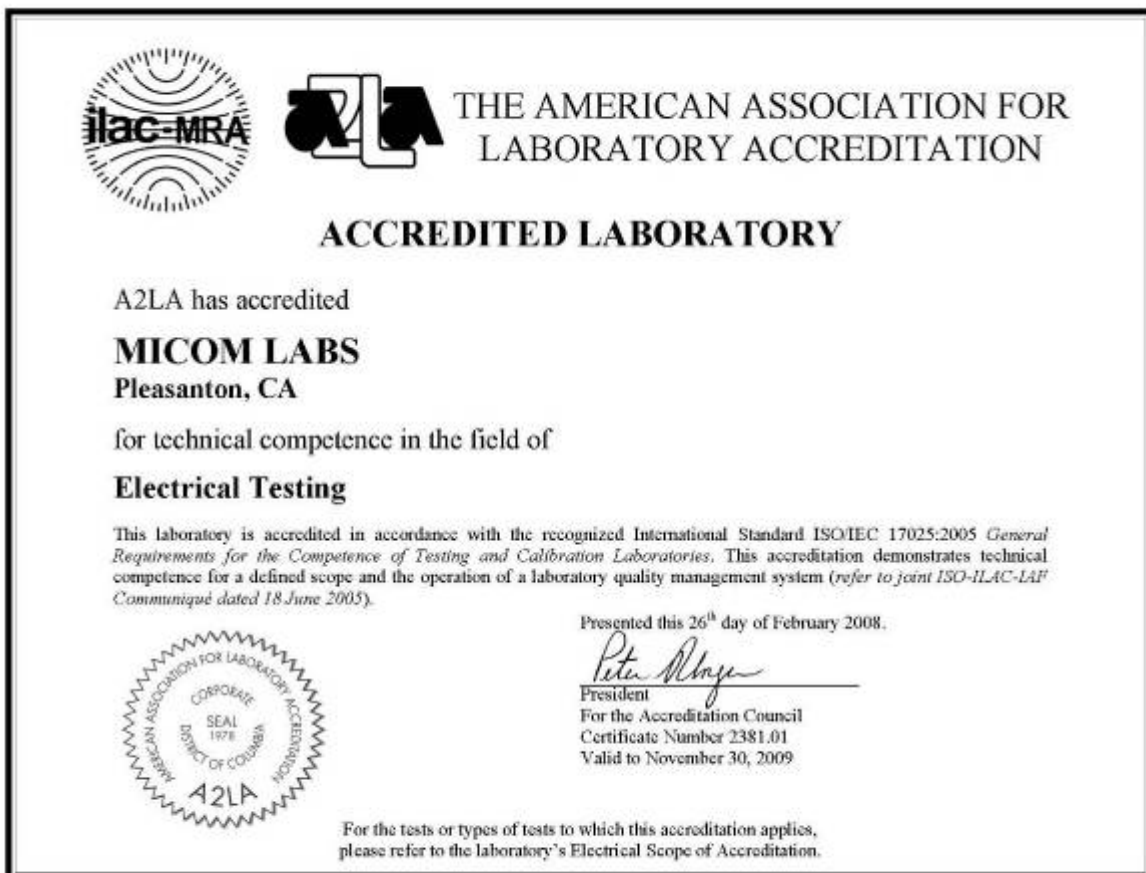 ilac-MRA
A2LA
THE AMERICAN ASSOCIATION FOR
LABORATORY ACCREDITATION
ACCREDITED LABORATORY
A2LA has accredited
MICOM LABS
Pleasanton, CA
for technical competence in the field of
Electrical Testing
This laboratory is accredited in accordance with the recognized International Standard ISO/IEC 17025:2005 General
Requirements for the Competence of Testing and Calibration Laboratories. This accreditation demonstrates technical
competence for a defined scope and the operation of a laboratory quality management system (refer to joint ISO-ILAC-IAF
Communiqué dated 18 June 2005).
Presented this 26th day of February 2008.
Peter
President
For the Accreditation Council
Certificate Number 2381.01
Valid to November 30, 2009
AMERICAN ASSOCIATION FOR LABORATORY ACCREDITATION
CORPORATE
SEAL
1978
DISTRICT OF COLUMBIA
A2LA
For the tests or types of tests to which this accreditation applies,
please refer to the laboratory's Electrical Scope of Accreditation.